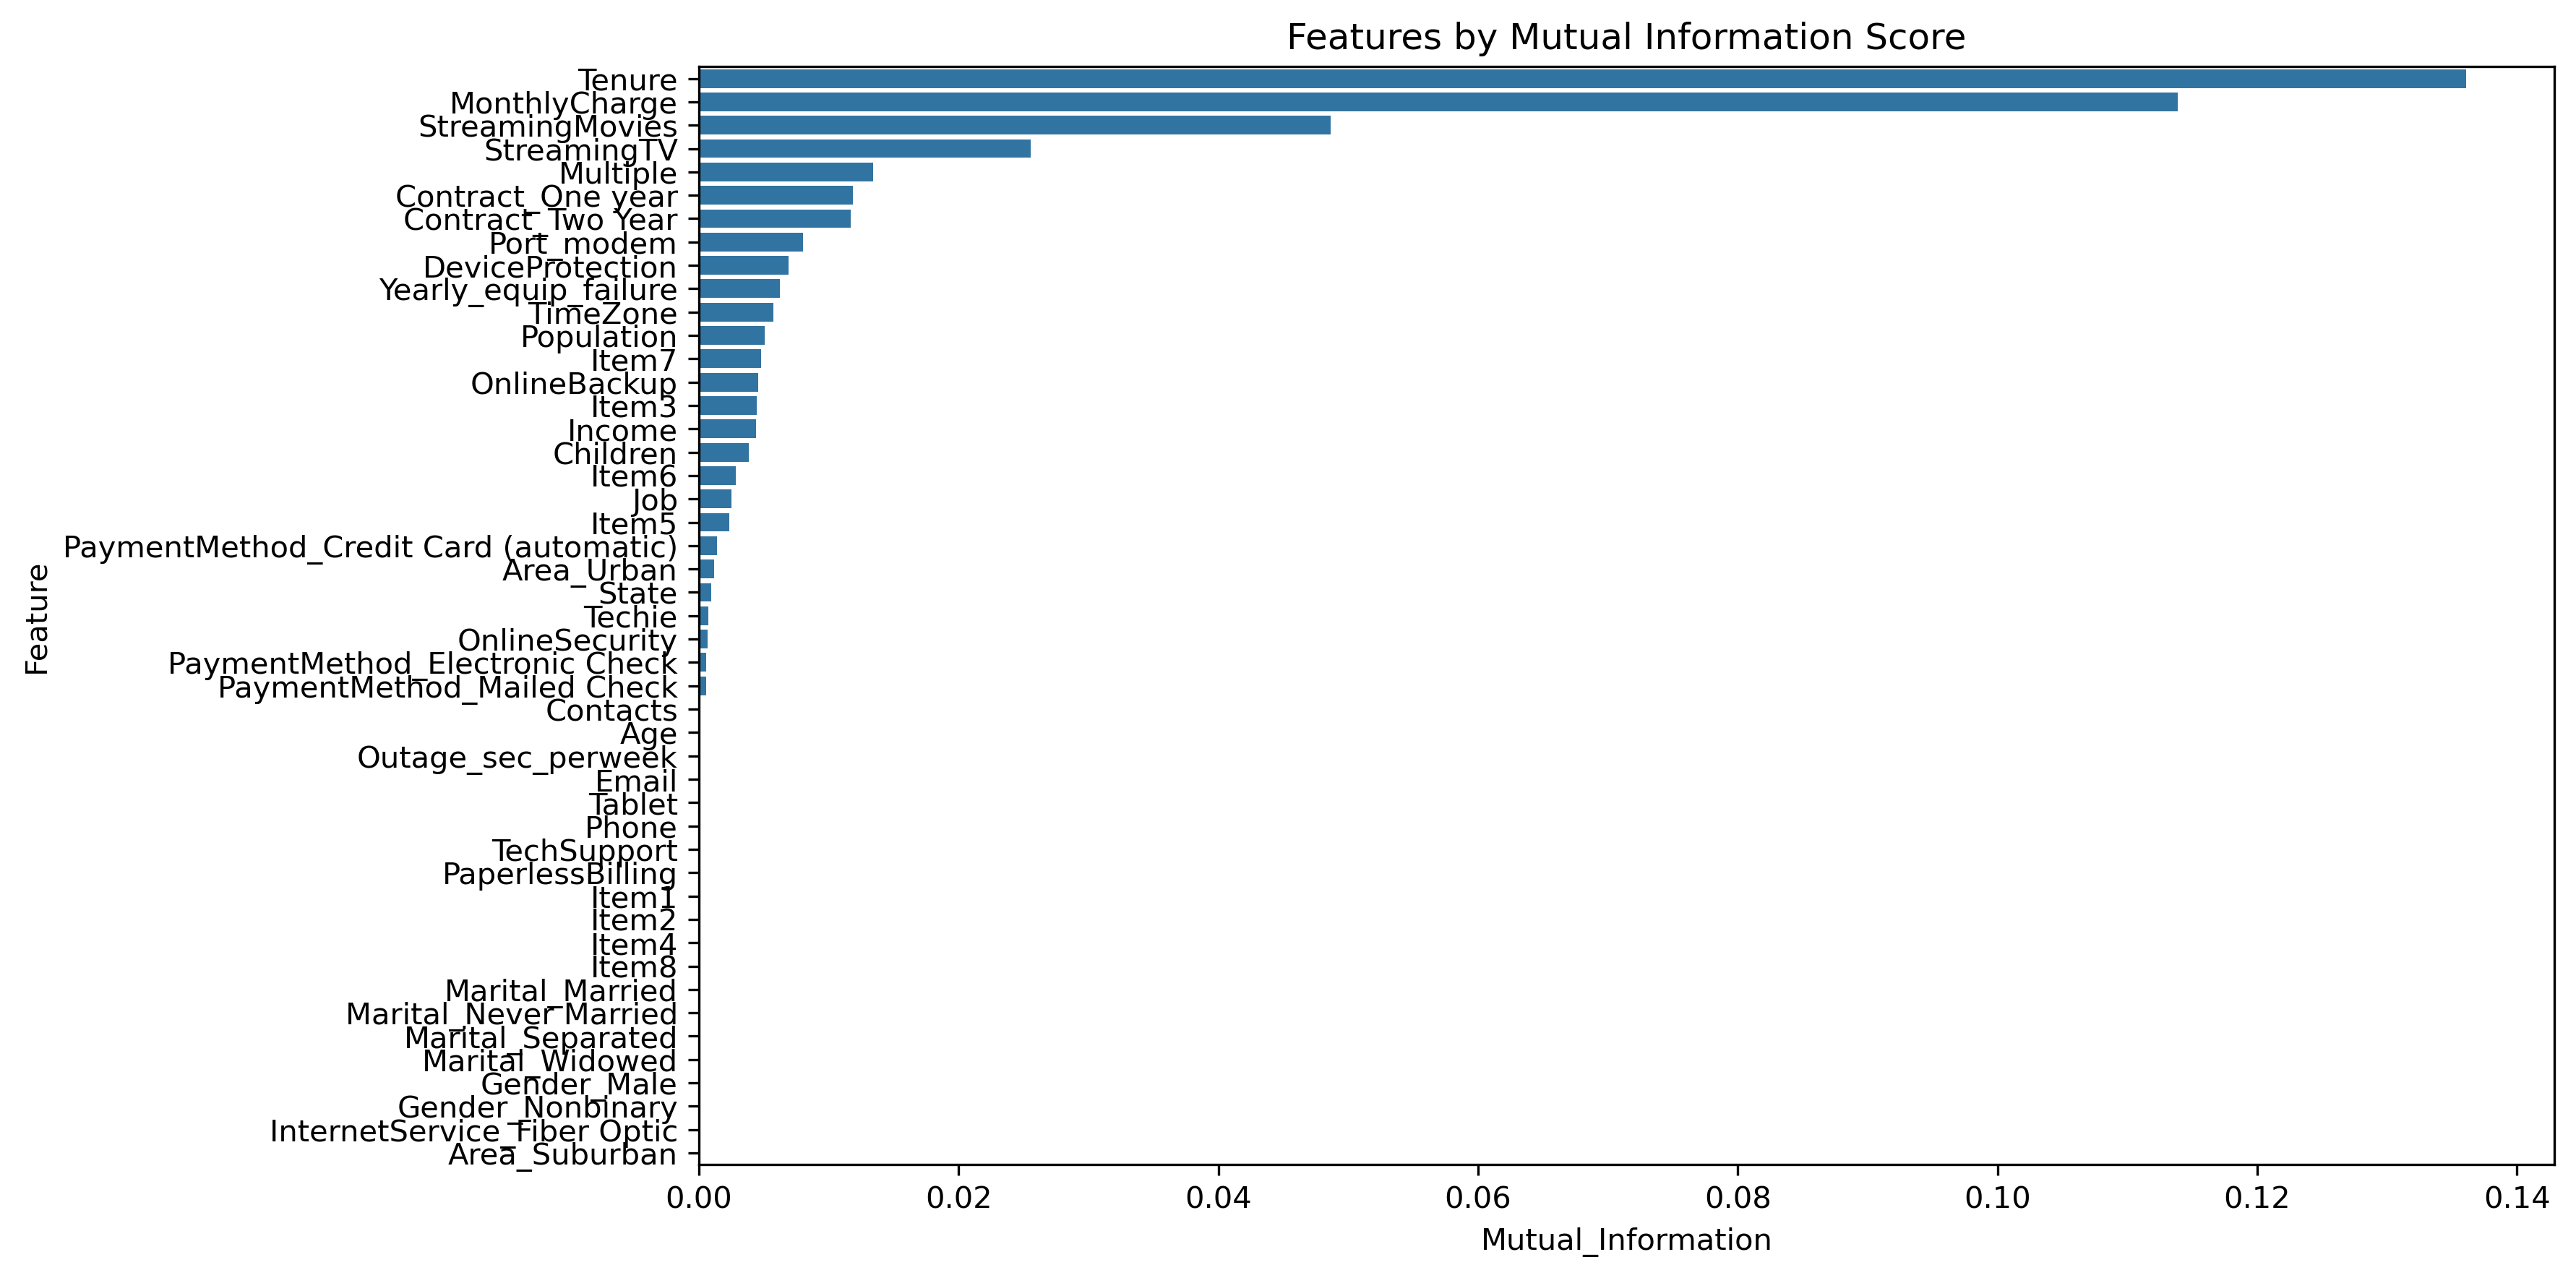 Features by Mutual Information Score
Tenure
MonthlyCharge
StreamingMovies
StreamingTV
Multiple
Contract_One year
Contract_Two Year
Port_modem
DeviceProtection
Yearly_equip_failure
TimeZone
Population
Item7
OnlineBackup
Item3
Income
Children
Item6
Job
Item5
PaymentMethod_Credit Card (automatic)
Area_Urban
State
Techie
OnlineSecurity
PaymentMethod_Electronic Check
PaymentMethod_Mailed Check
Contacts
Age
Outage_sec_perweek
Email
Tablet
Phone
TechSupport
PaperlessBilling
Item1
Item2
Item4
Item8
Marital_Married
Marital_Never Married
Marital_Separated
Marital_Widowed
Gender_Male
Gender_Nonbinary
InternetService_Fiber Optic
Area_Suburban
Feature
0.00 0.02 0.04 0.06 0.08 0.10 0.12 0.14
Mutual_Information